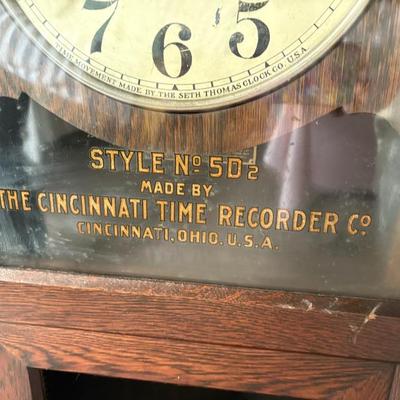 7 6 5
TIME MOVEMENT MADE BY THE SETH THOMAS CLOCK CO. U.S.A
STYLE Nº 5D2
MADE BY
THE CINCINNATI TIME RECORDER Cº
CINCINNATI, OHIO. U.S.A.